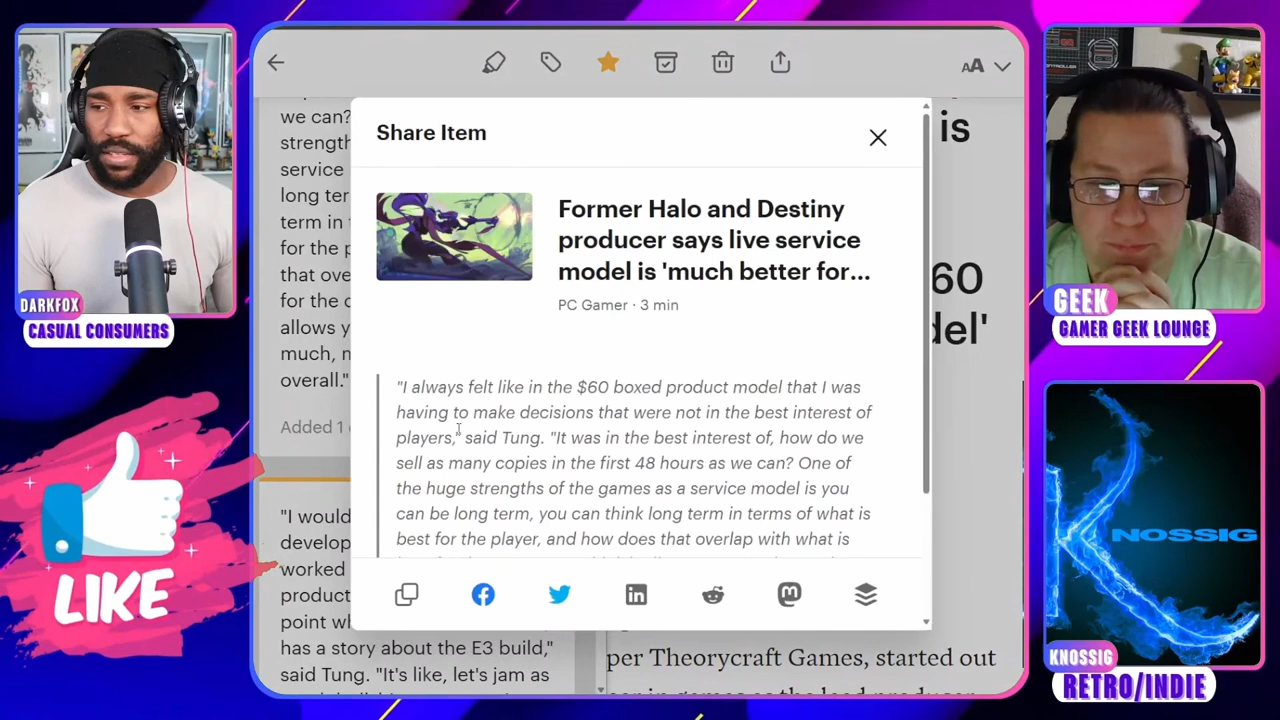 DARKFOX
CASUAL CONSUMERS
LIKE
AA
we can?
strength
service
long ter
term in
for the p
that ove
for the c
allows y
much, m
overall."
Added 1
"I would
develop
worked
product
point wh
has a story about the E3 build,"
said Tung. "It's like, let's jam as
Share Item
Former Halo and Destiny
producer says live service
model is 'much better for...
PC Gamer · 3 min
"I always felt like in the $60 boxed product model that I was
having to make decisions that were not in the best interest of
players," said Tung. "It was in the best interest of, how do we
sell as many copies in the first 48 hours as we can? One of
the huge strengths of the games as a service model is you
can be long term, you can think long term in terms of what is
best for the player, and how does that overlap with what is
is
60
del'
per Theorycraft Games, started out
GEEK
GAMER GEEK LOUNGE
NOSSIG
KNOSSIG
RETRO/INDIE